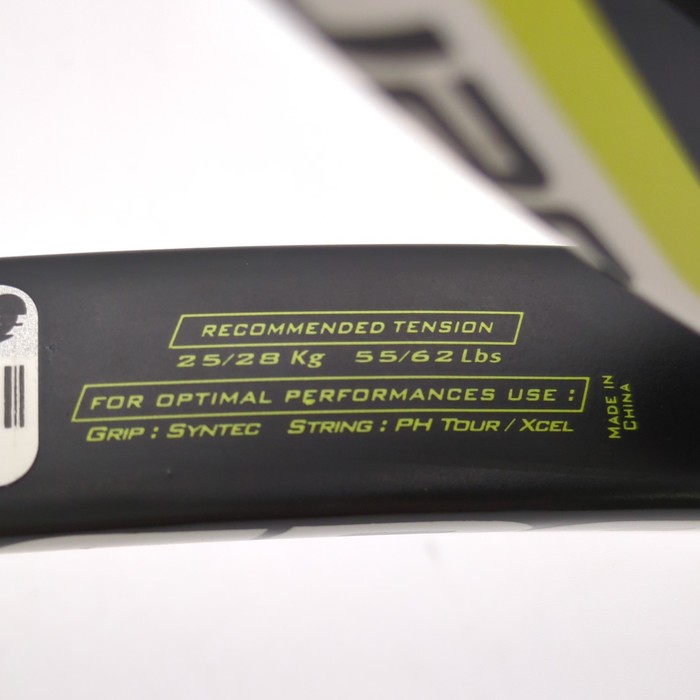 RECOMMENDED TENSION
25/28 Kg 55/62 Lbs
FOR OPTIMAL PERFORMANCES USE :
GRIP : SYNTEC STRING : PH TOUR / XCEL
MADE IN
CHINA